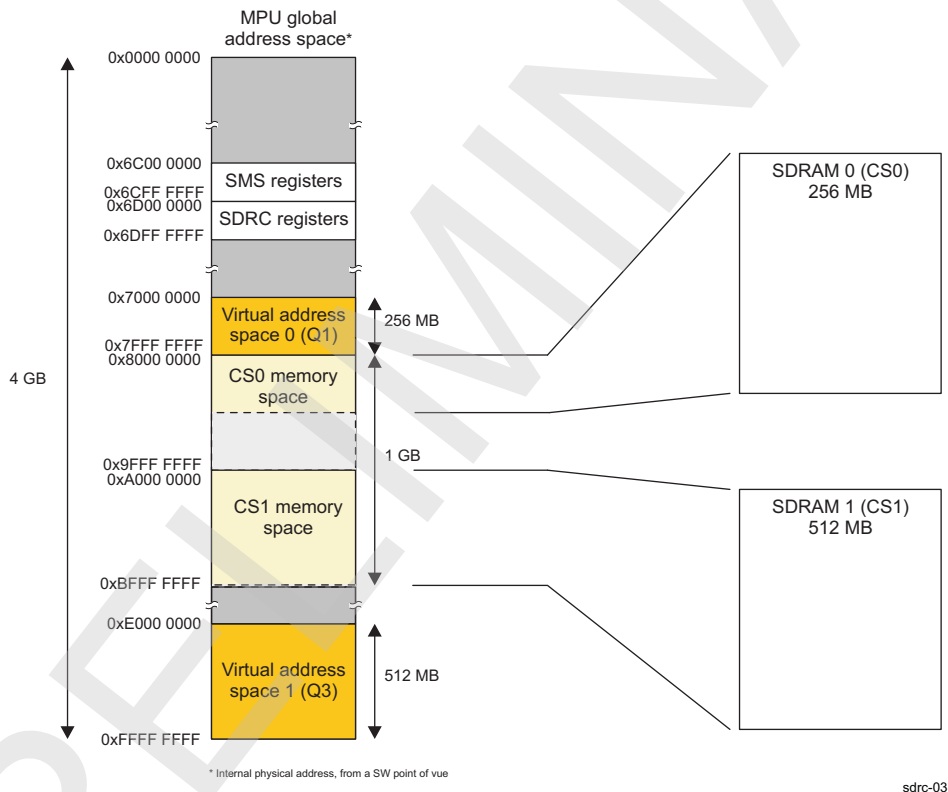 MPU global
address space*
0x0000 0000
0x6C00 0000
SMS registers
0x6CFF FFFF
0x6D00 0000
SDRC registers
0x6DFF FFFF
0x7000 0000
Virtual address
space 0 (Q1)
256 MB
0x7FFF FFFF
0x8000 0000
4 GB
CS0 memory
space
1 GB
0x9FFF FFFF
0xA000 0000
CS1 memory
space
0xBFFF FFFF
0xE000 0000
Virtual address
space 1 (Q3)
512 MB
0xFFFF FFFF
SDRAM 0 (CS0)
256 MB
SDRAM 1 (CS1)
512 MB
* Internal physical address, from a SW point of vue
sdrc-03
RELIMINA